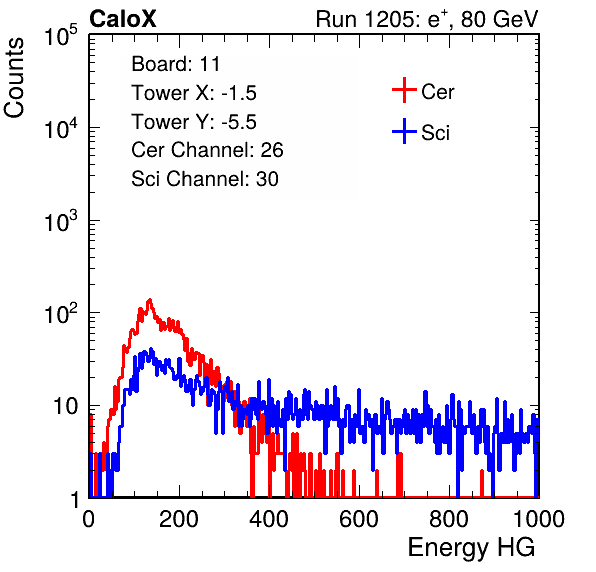 CaloX Run 1205: e⁺, 80 GeV
Counts
10⁵
10⁴
10³
10²
10
1
Board: 11
Tower X: -1.5
Tower Y: -5.5
Cer Channel: 26
Sci Channel: 30
Cer
Sci
0 200 400 600 800 1000
Energy HG